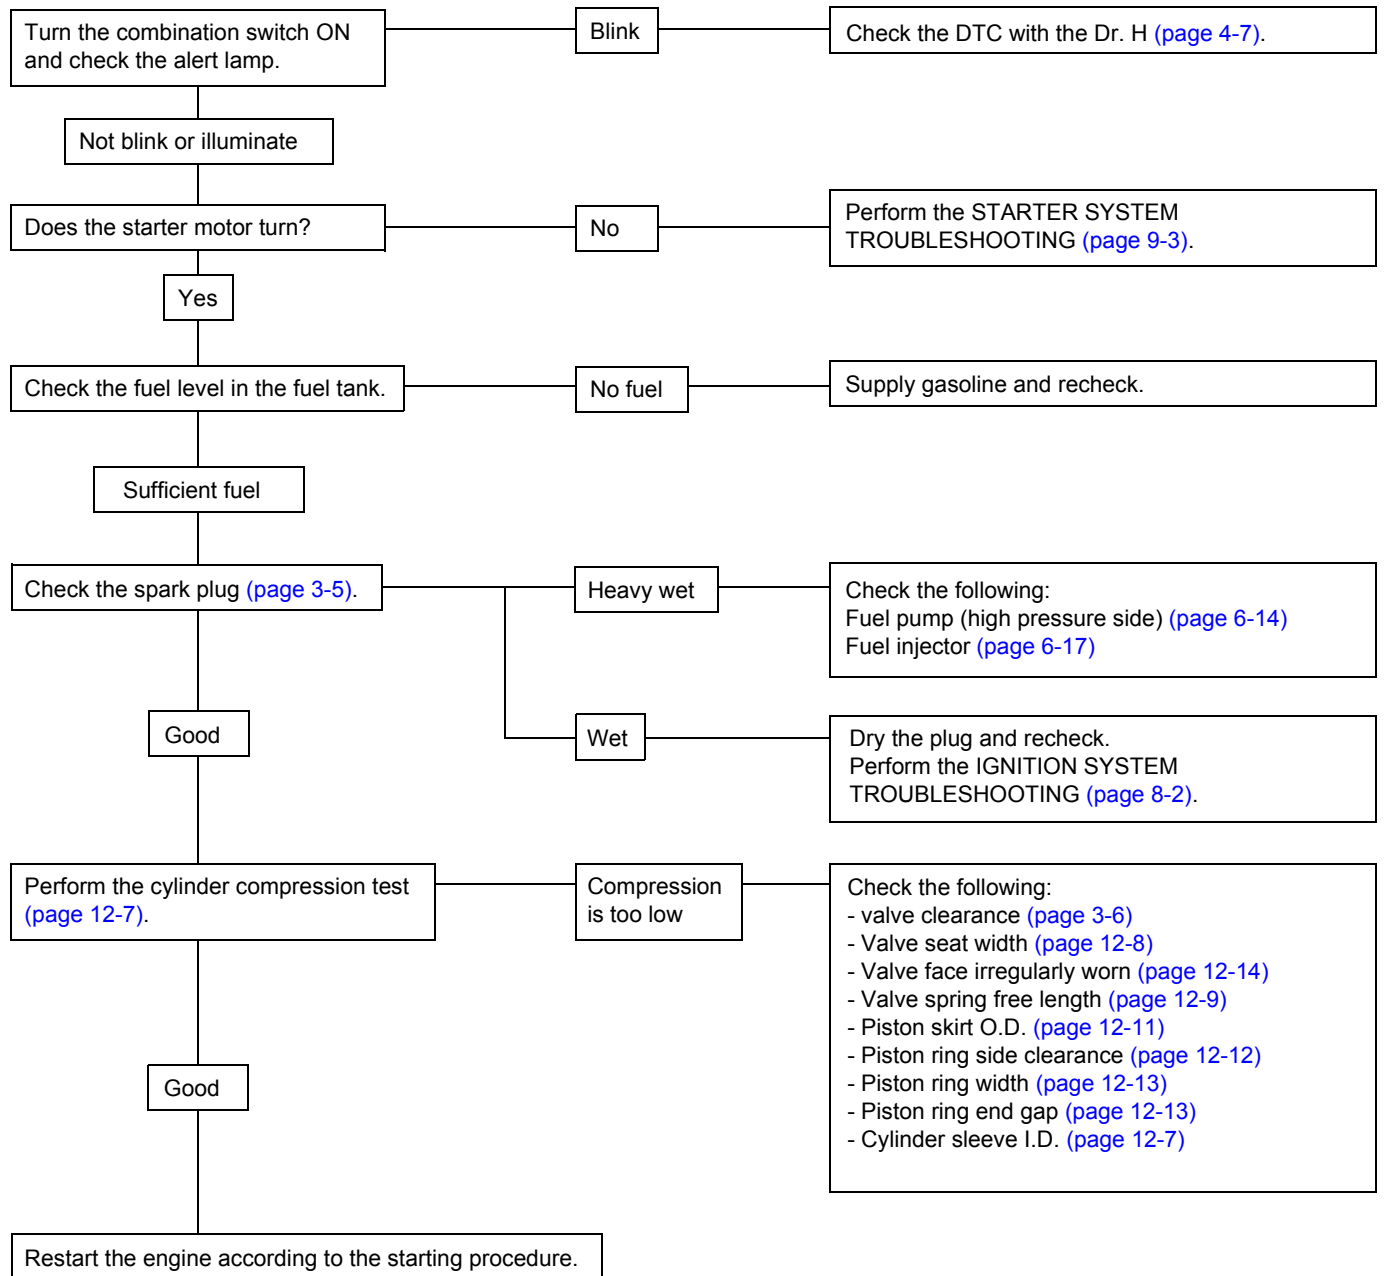 Turn the combination switch ON
and check the alert lamp.
Blink
Check the DTC with the Dr. H (page 4-7).
Not blink or illuminate
Does the starter motor turn?
No
Perform the STARTER SYSTEM
TROUBLESHOOTING (page 9-3).
Yes
Check the fuel level in the fuel tank.
No fuel
Supply gasoline and recheck.
Sufficient fuel
Check the spark plug (page 3-5).
Heavy wet
Check the following:
Fuel pump (high pressure side) (page 6-14)
Fuel injector (page 6-17)
Good
Wet
Dry the plug and recheck.
Perform the IGNITION SYSTEM
TROUBLESHOOTING (page 8-2).
Perform the cylinder compression test
(page 12-7).
Compression
is too low
Check the following:
- valve clearance (page 3-6)
- Valve seat width (page 12-8)
- Valve face irregularly worn (page 12-14)
- Valve spring free length (page 12-9)
- Piston skirt O.D. (page 12-11)
- Piston ring side clearance (page 12-12)
- Piston ring width (page 12-13)
- Piston ring end gap (page 12-13)
- Cylinder sleeve I.D. (page 12-7)
Good
Restart the engine according to the starting procedure.